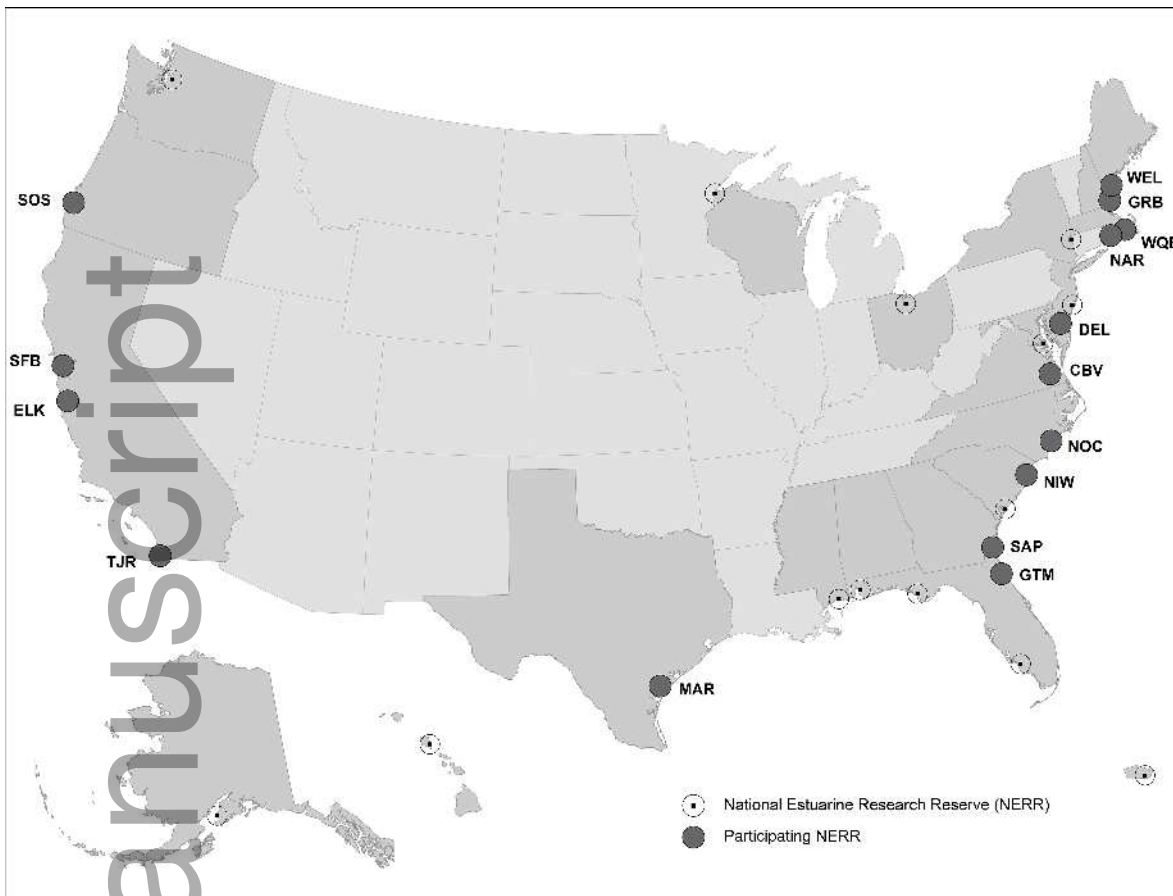 WEL
SOS
GRB
WQB
NAR
DEL
SFB
CBV
ELK
NOC
NIW
SAP
TJR
GTM
MAR
National Estuarine Research Reserve (NERR)
Participating NERR
anuscript